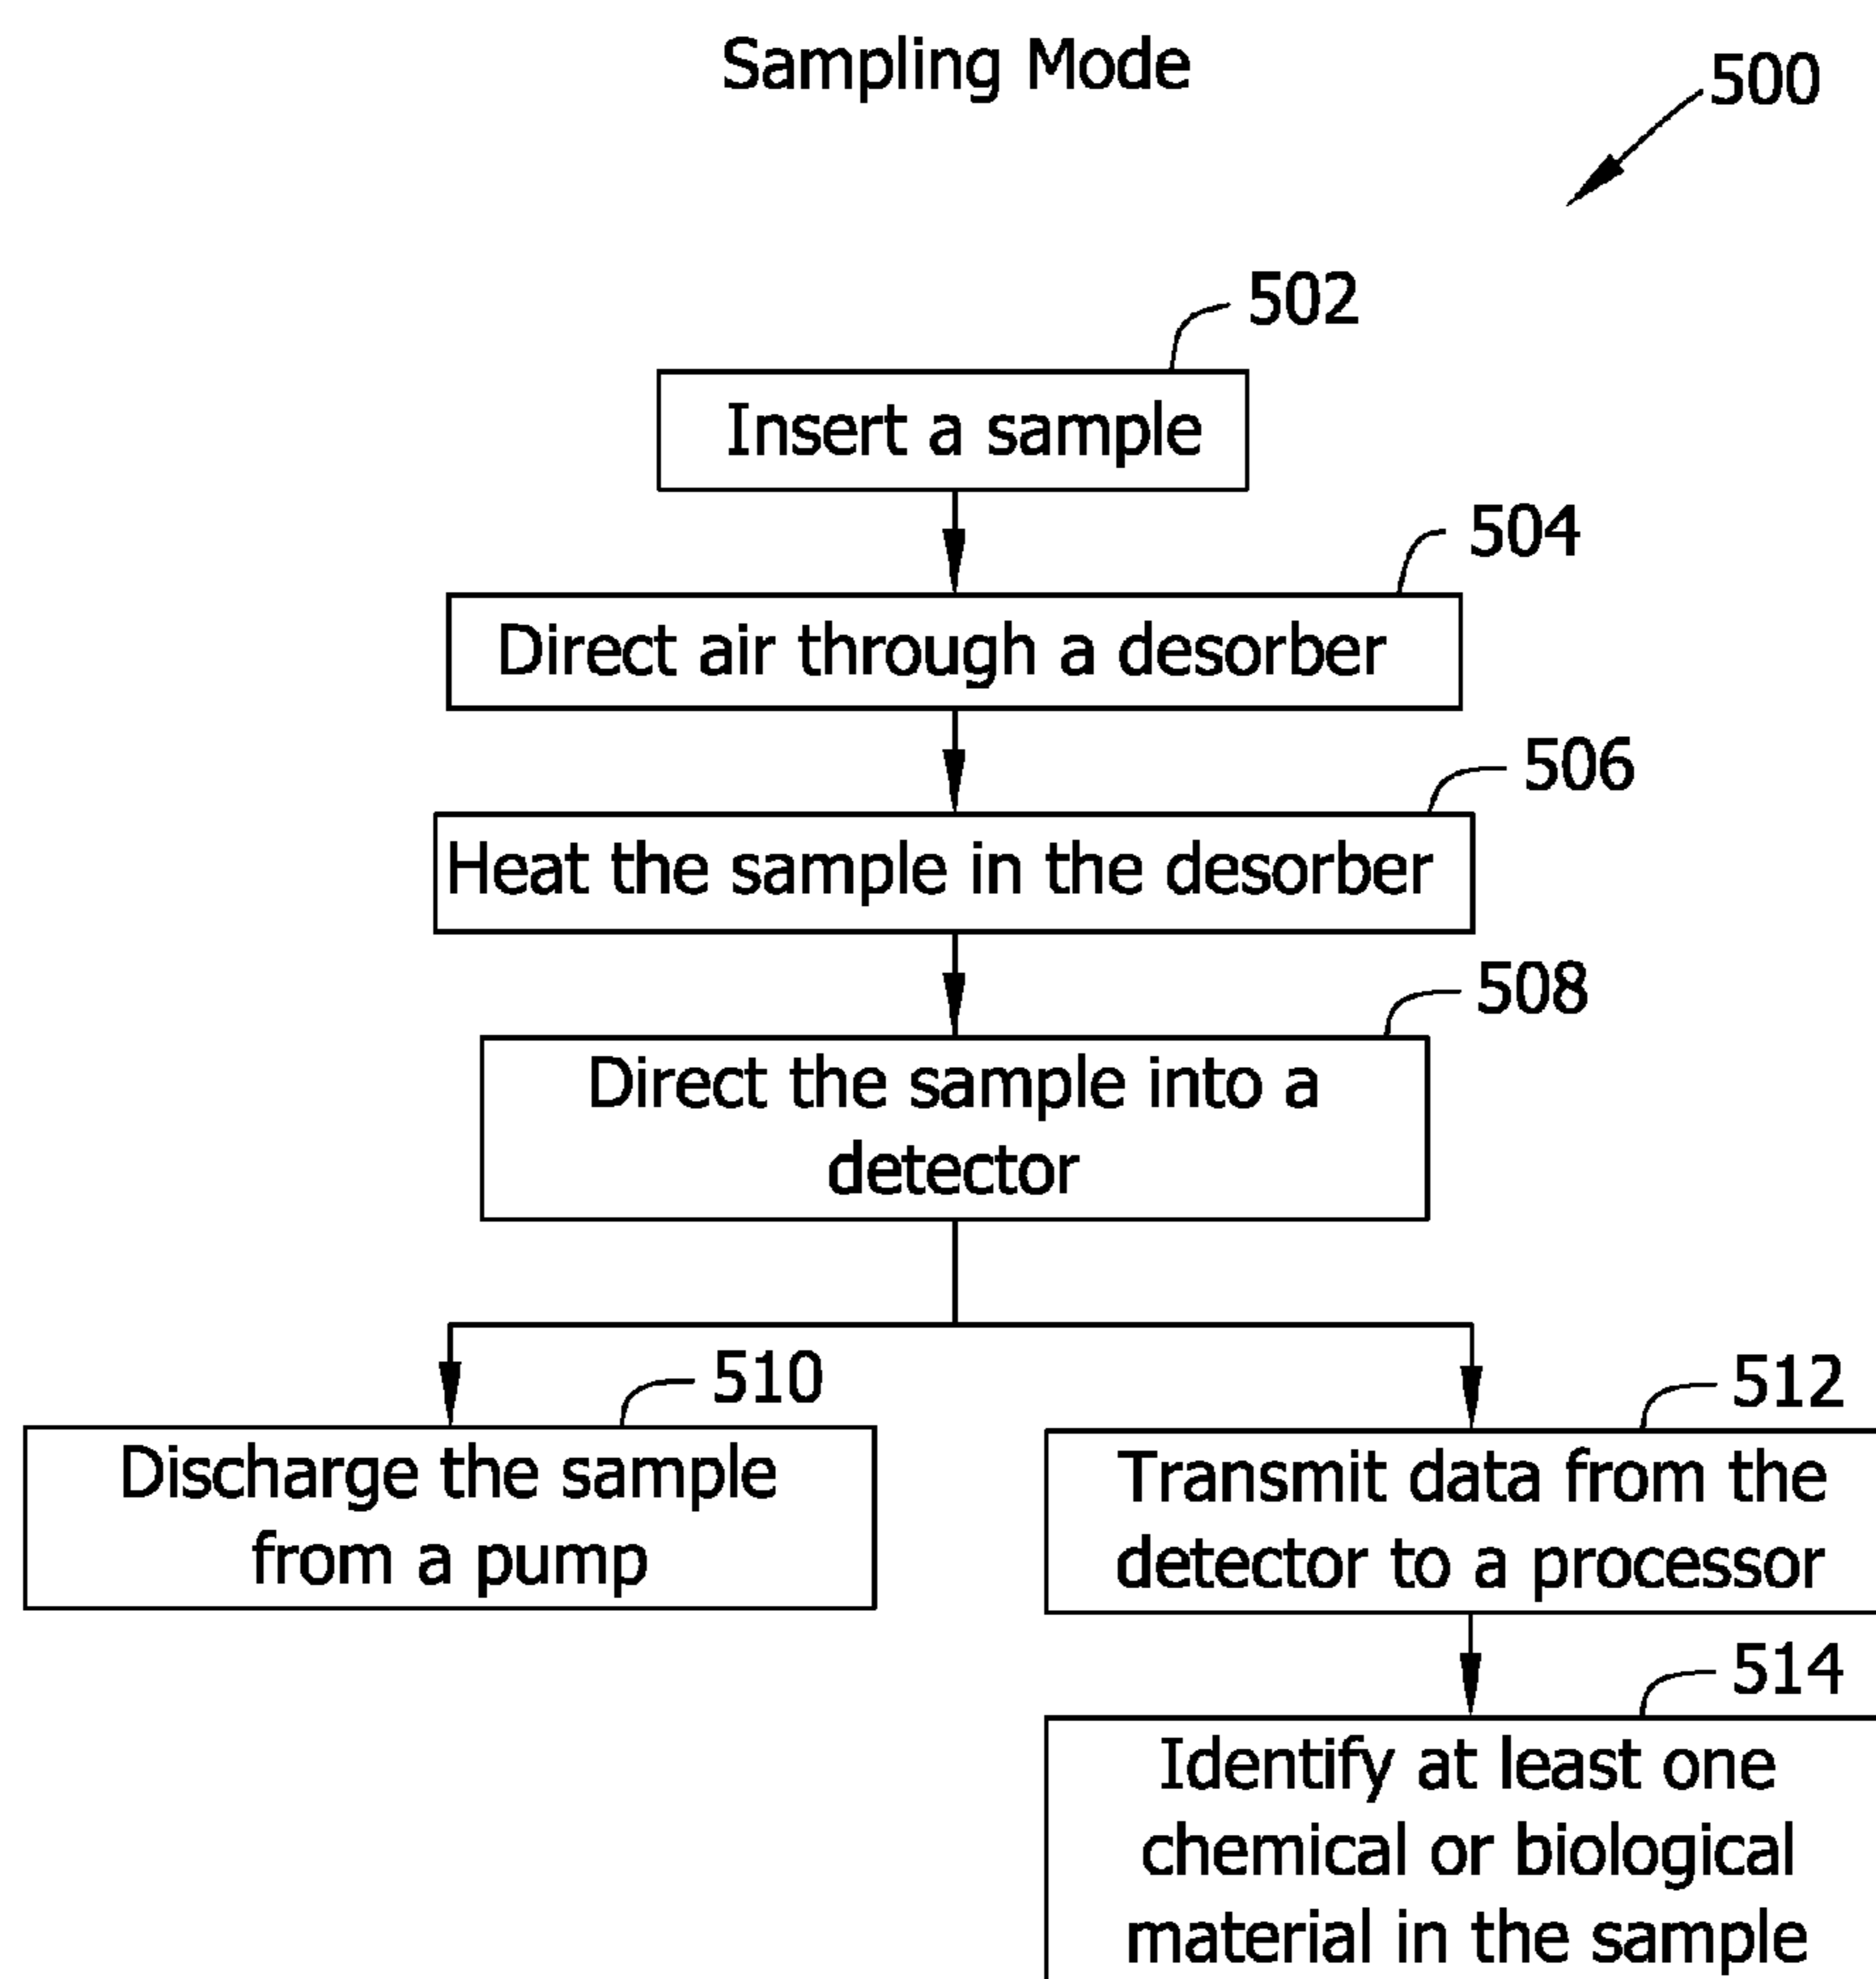 Sampling Mode
500
502
Insert a sample
504
Direct air through a desorber
506
Heat the sample in the desorber
508
Direct the sample into a
detector
510
Discharge the sample
from a pump
512
Transmit data from the
detector to a processor
514
Identify at least one
chemical or biological
material in the sample